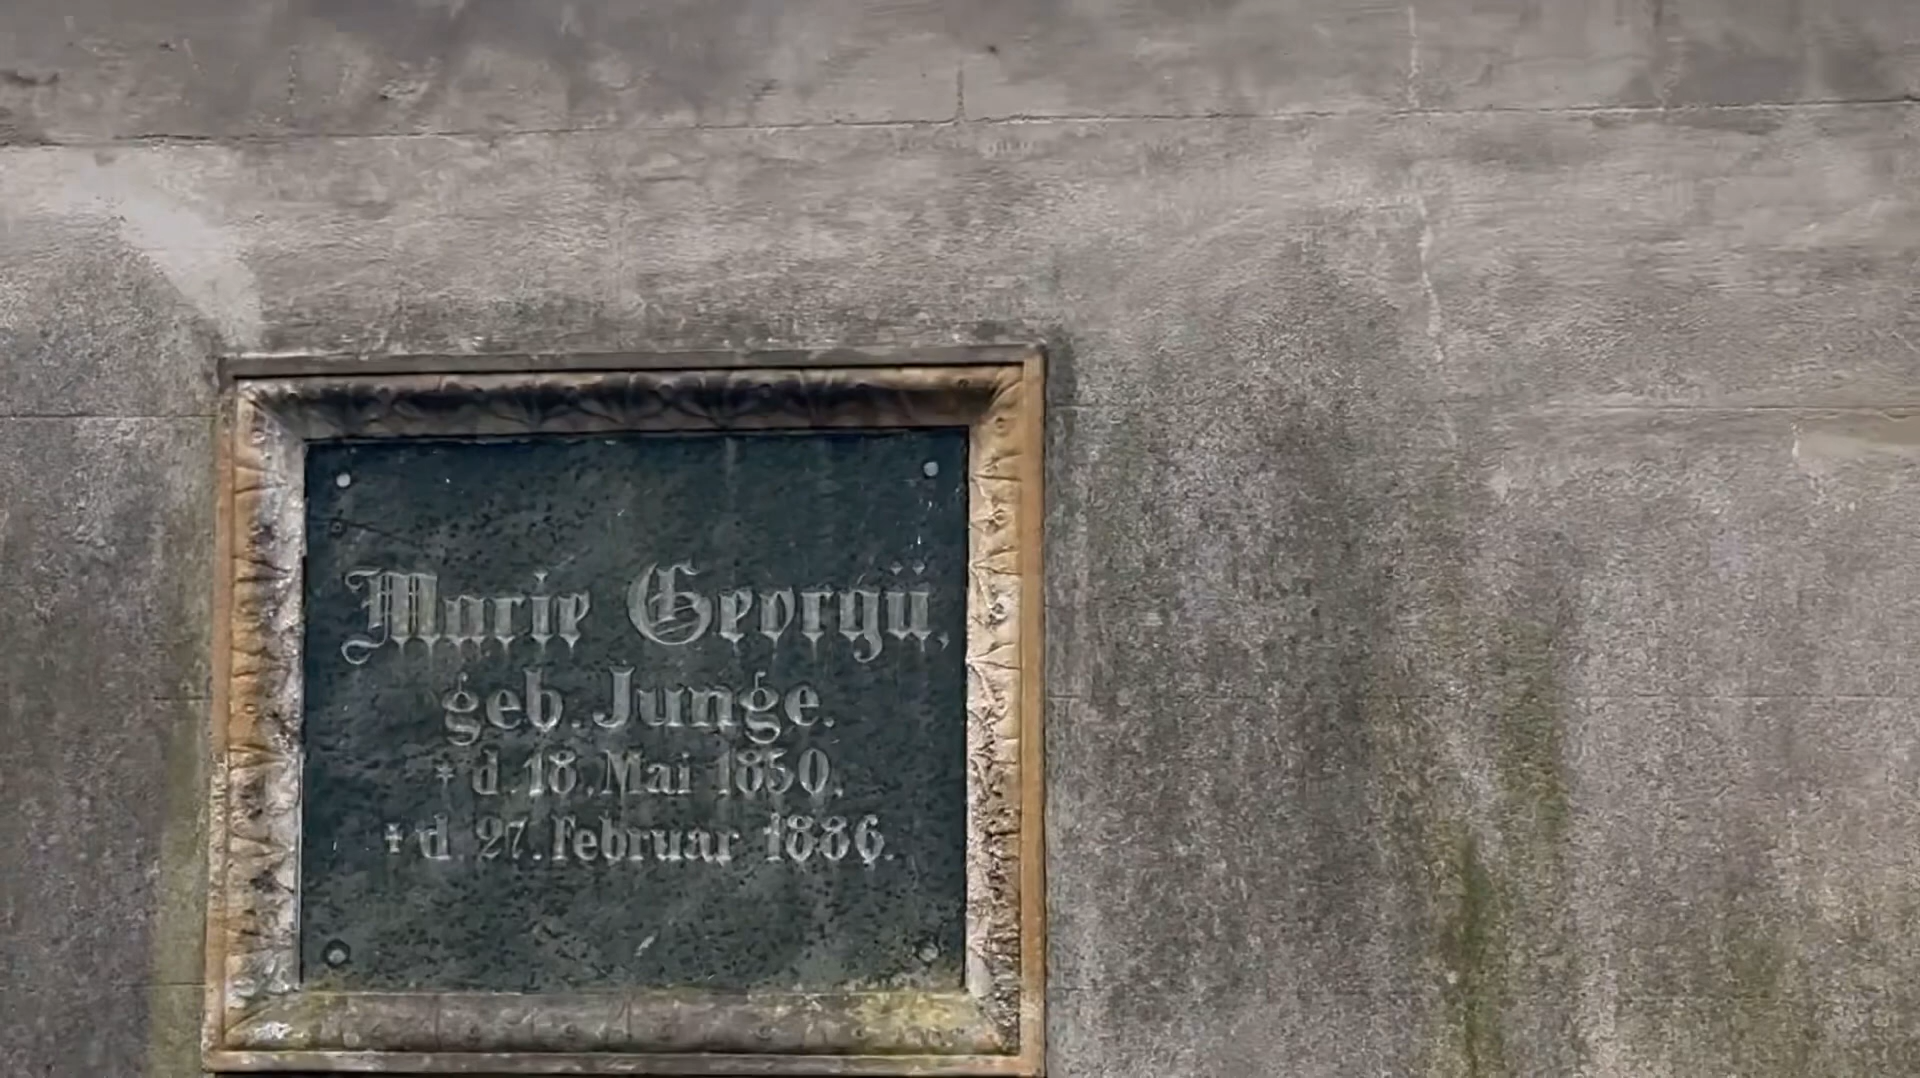 Marie Georgii,
geb. Junge.
* d. 18. Mai 1850.
† d. 27. Februar 1886.